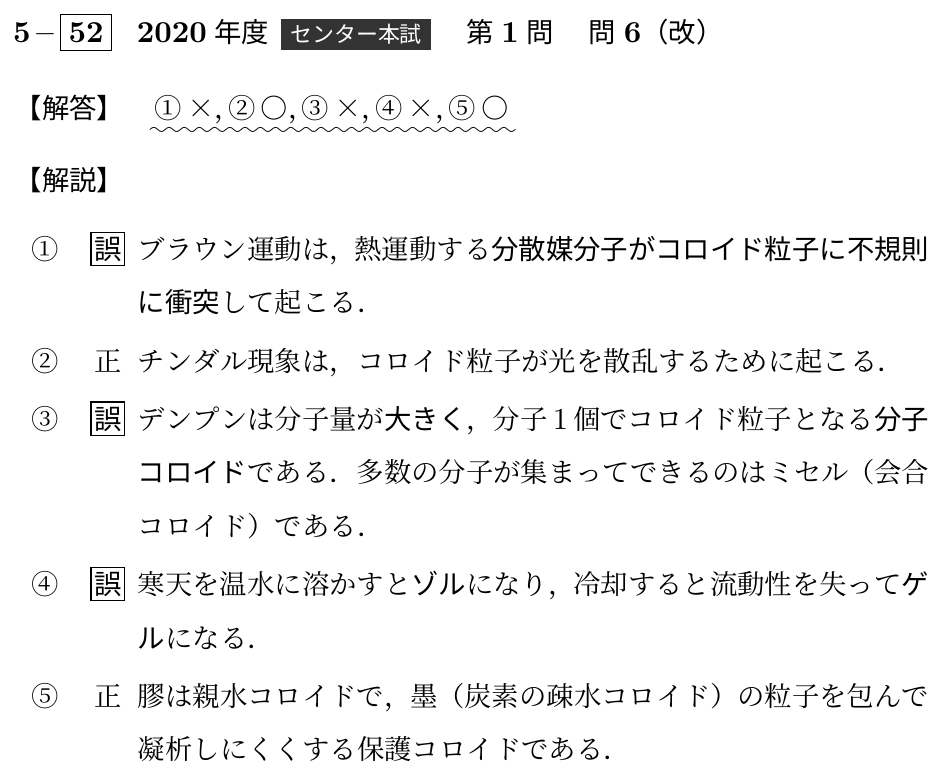 5–52 2020 年度 センター本試 第 1 問 問 6（改）
【解答】 ① ×, ② ○, ③ ×, ④ ×, ⑤ ○
【解説】
① 誤 ブラウン運動は，熱運動する分散媒分子がコロイド粒子に不規則
に衝突して起こる．
② 正 チンダル現象は，コロイド粒子が光を散乱するために起こる．
③ 誤 デンプンは分子量が大きく，分子 1 個でコロイド粒子となる分子
コロイドである．多数の分子が集まってできるのはミセル（会合
コロイド）である．
④ 誤 寒天を温水に溶かすとゾルになり，冷却すると流動性を失ってゲ
ルになる．
⑤ 正 膠は親水コロイドで，墨（炭素の疎水コロイド）の粒子を包んで
凝析しにくくする保護コロイドである．